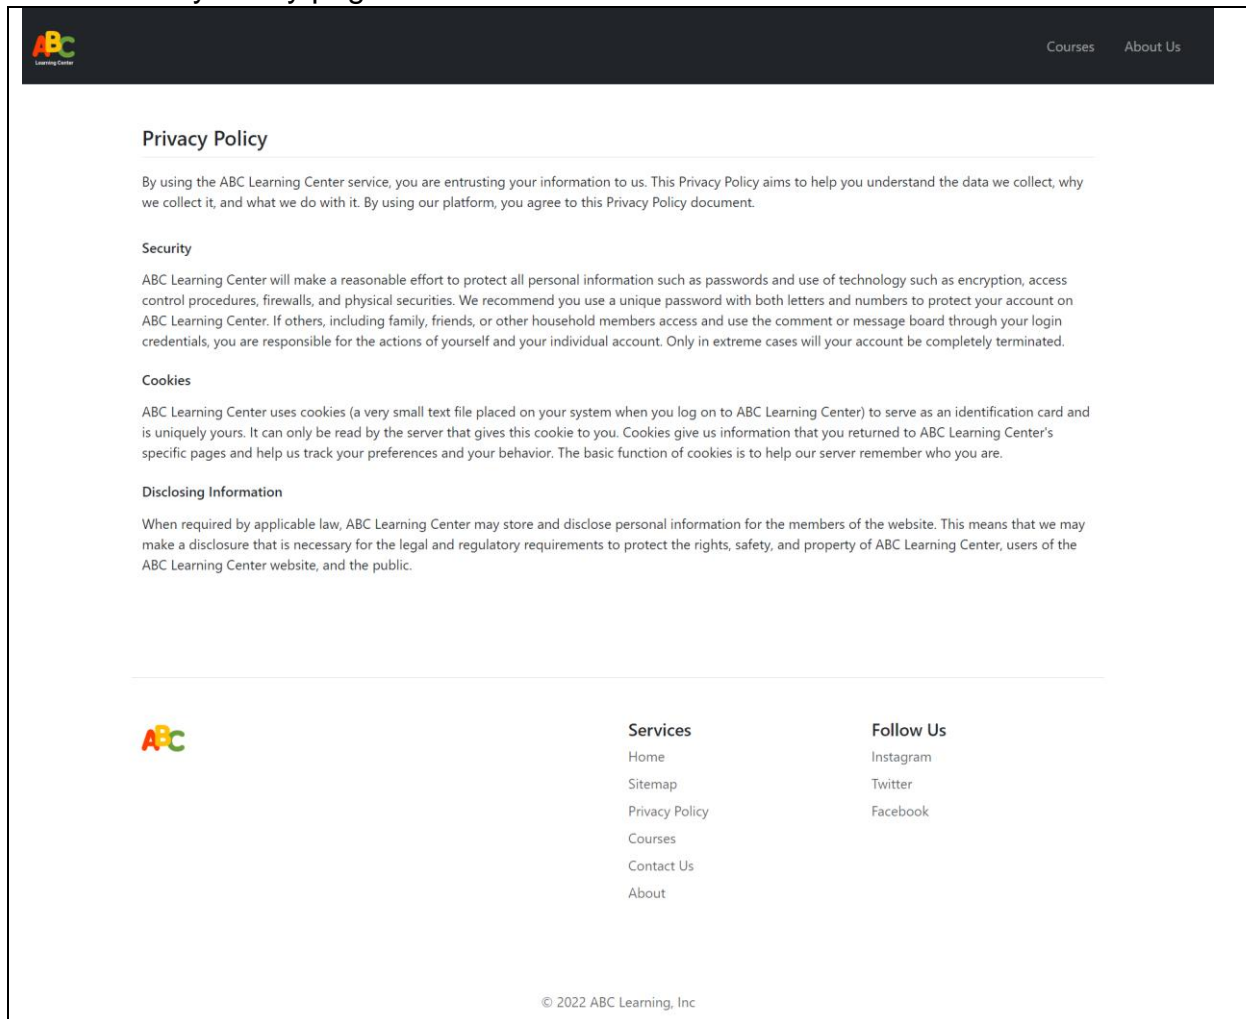 ABC
Learning Center
Courses About Us
Privacy Policy
By using the ABC Learning Center service, you are entrusting your information to us. This Privacy Policy aims to help you understand the data we collect, why
we collect it, and what we do with it. By using our platform, you agree to this Privacy Policy document.
Security
ABC Learning Center will make a reasonable effort to protect all personal information such as passwords and use of technology such as encryption, access
control procedures, firewalls, and physical securities. We recommend you use a unique password with both letters and numbers to protect your account on
ABC Learning Center. If others, including family, friends, or other household members access and use the comment or message board through your login
credentials, you are responsible for the actions of yourself and your individual account. Only in extreme cases will your account be completely terminated.
Cookies
ABC Learning Center uses cookies (a very small text file placed on your system when you log on to ABC Learning Center) to serve as an identification card and
is uniquely yours. It can only be read by the server that gives this cookie to you. Cookies give us information that you returned to ABC Learning Center's
specific pages and help us track your preferences and your behavior. The basic function of cookies is to help our server remember who you are.
Disclosing Information
When required by applicable law, ABC Learning Center may store and disclose personal information for the members of the website. This means that we may
make a disclosure that is necessary for the legal and regulatory requirements to protect the rights, safety, and property of ABC Learning Center, users of the
ABC Learning Center website, and the public.
ABC
Services
Home
Sitemap
Privacy Policy
Courses
Contact Us
About
Follow Us
Instagram
Twitter
Facebook
© 2022 ABC Learning, Inc